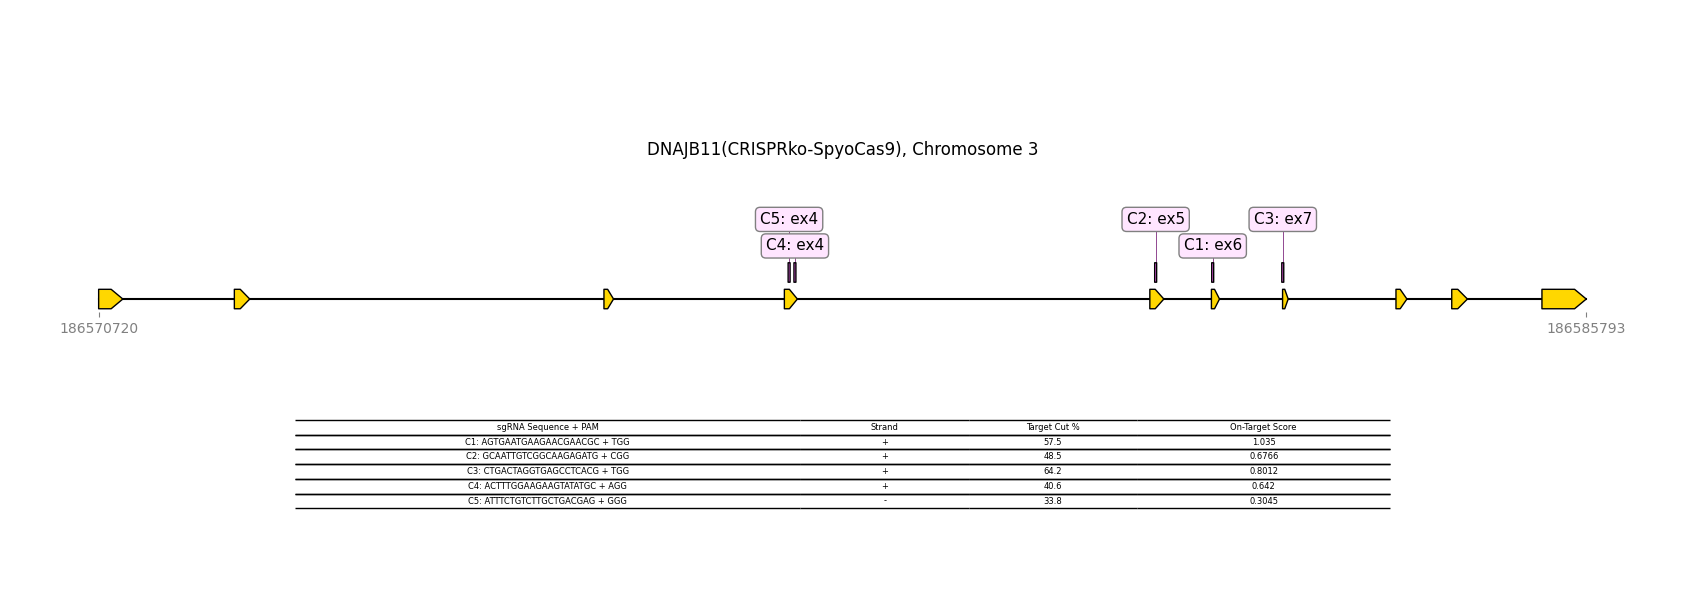 DNAJB11(CRISPRko-SpyoCas9), Chromosome 3
C5: ex4
C2: ex5
C3: ex7
C4: ex4
C1: ex6
186570720
186585793
sgRNA Sequence + PAM Strand Target Cut % On-Target Score
C1: AGTGAATGAAGAACGAACGC + TGG + 57.5 1.035
C2: GCAATTGTCGGCAAGAGATG + CGG + 48.5 0.6766
C3: CTGACTAGGTGAGCCTCACG + TGG + 64.2 0.8012
C4: ACTTTGGAAGAAGTATATGC + AGG + 40.6 0.642
C5: ATTTCTGTCTTGCTGACGAG + GGG - 33.8 0.3045